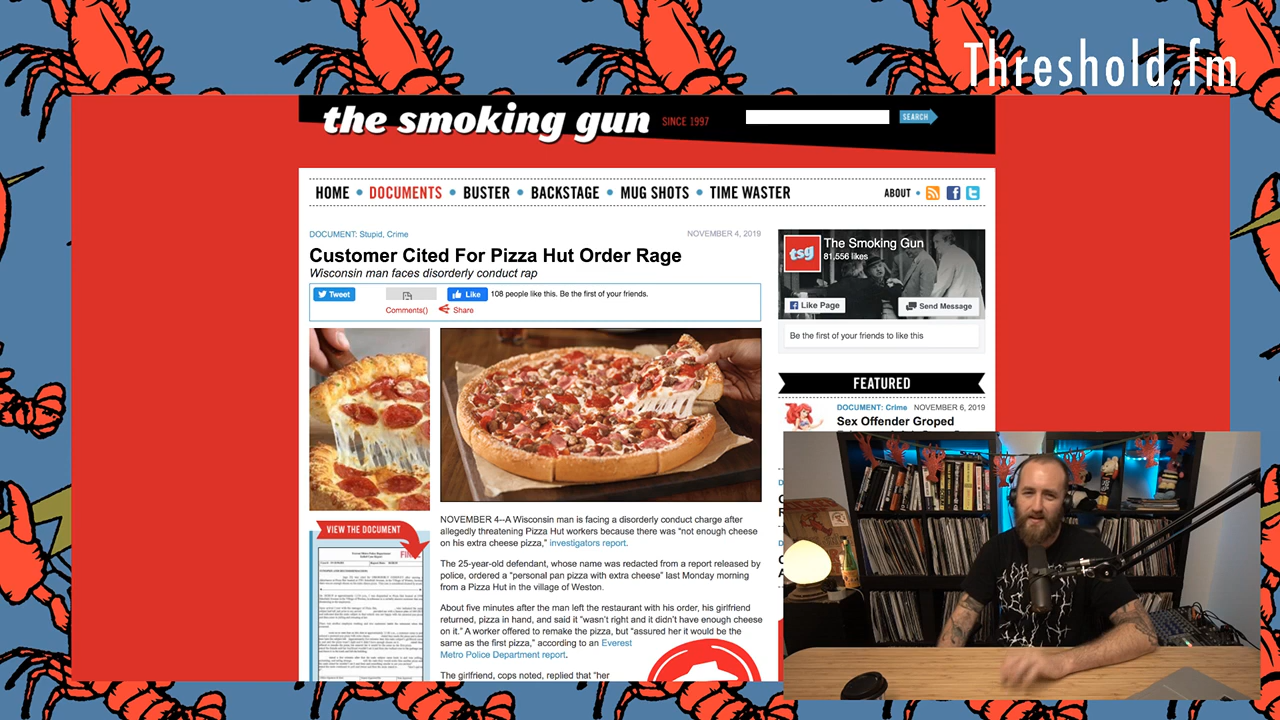 Threshold.fm
the smoking gun SINCE 1997
SEARCH
HOME • DOCUMENTS • BUSTER • BACKSTAGE • MUG SHOTS • TIME WASTER
ABOUT •
DOCUMENT: Stupid, Crime
NOVEMBER 4, 2019
Customer Cited For Pizza Hut Order Rage
Wisconsin man faces disorderly conduct rap
Tweet
Like 108 people like this. Be the first of your friends.
Comments()
Share
VIEW THE DOCUMENT
NOVEMBER 4--A Wisconsin man is facing a disorderly conduct charge after
allegedly threatening Pizza Hut workers because there was "not enough cheese
on his extra cheese pizza," investigators report.
The 25-year-old defendant, whose name was redacted from a report released by
police, ordered a "personal pan pizza with extra cheese" last Monday morning
from a Pizza Hut in the village of Weston.
About five minutes after the man left the restaurant with his order, his girlfriend
returned, pizza in hand, and said it "wasn't right and it didn't have enough cheese
on it." A worker offered to remake the pizza, but "assured her it would be the
same as the first pizza," according to an Everest
Metro Police Department report.
The girlfriend, cops noted, replied that "her
tsg
The Smoking Gun
81,556 likes
Like Page
Send Message
Be the first of your friends to like this
FEATURED
DOCUMENT: Crime NOVEMBER 6, 2019
Sex Offender Groped